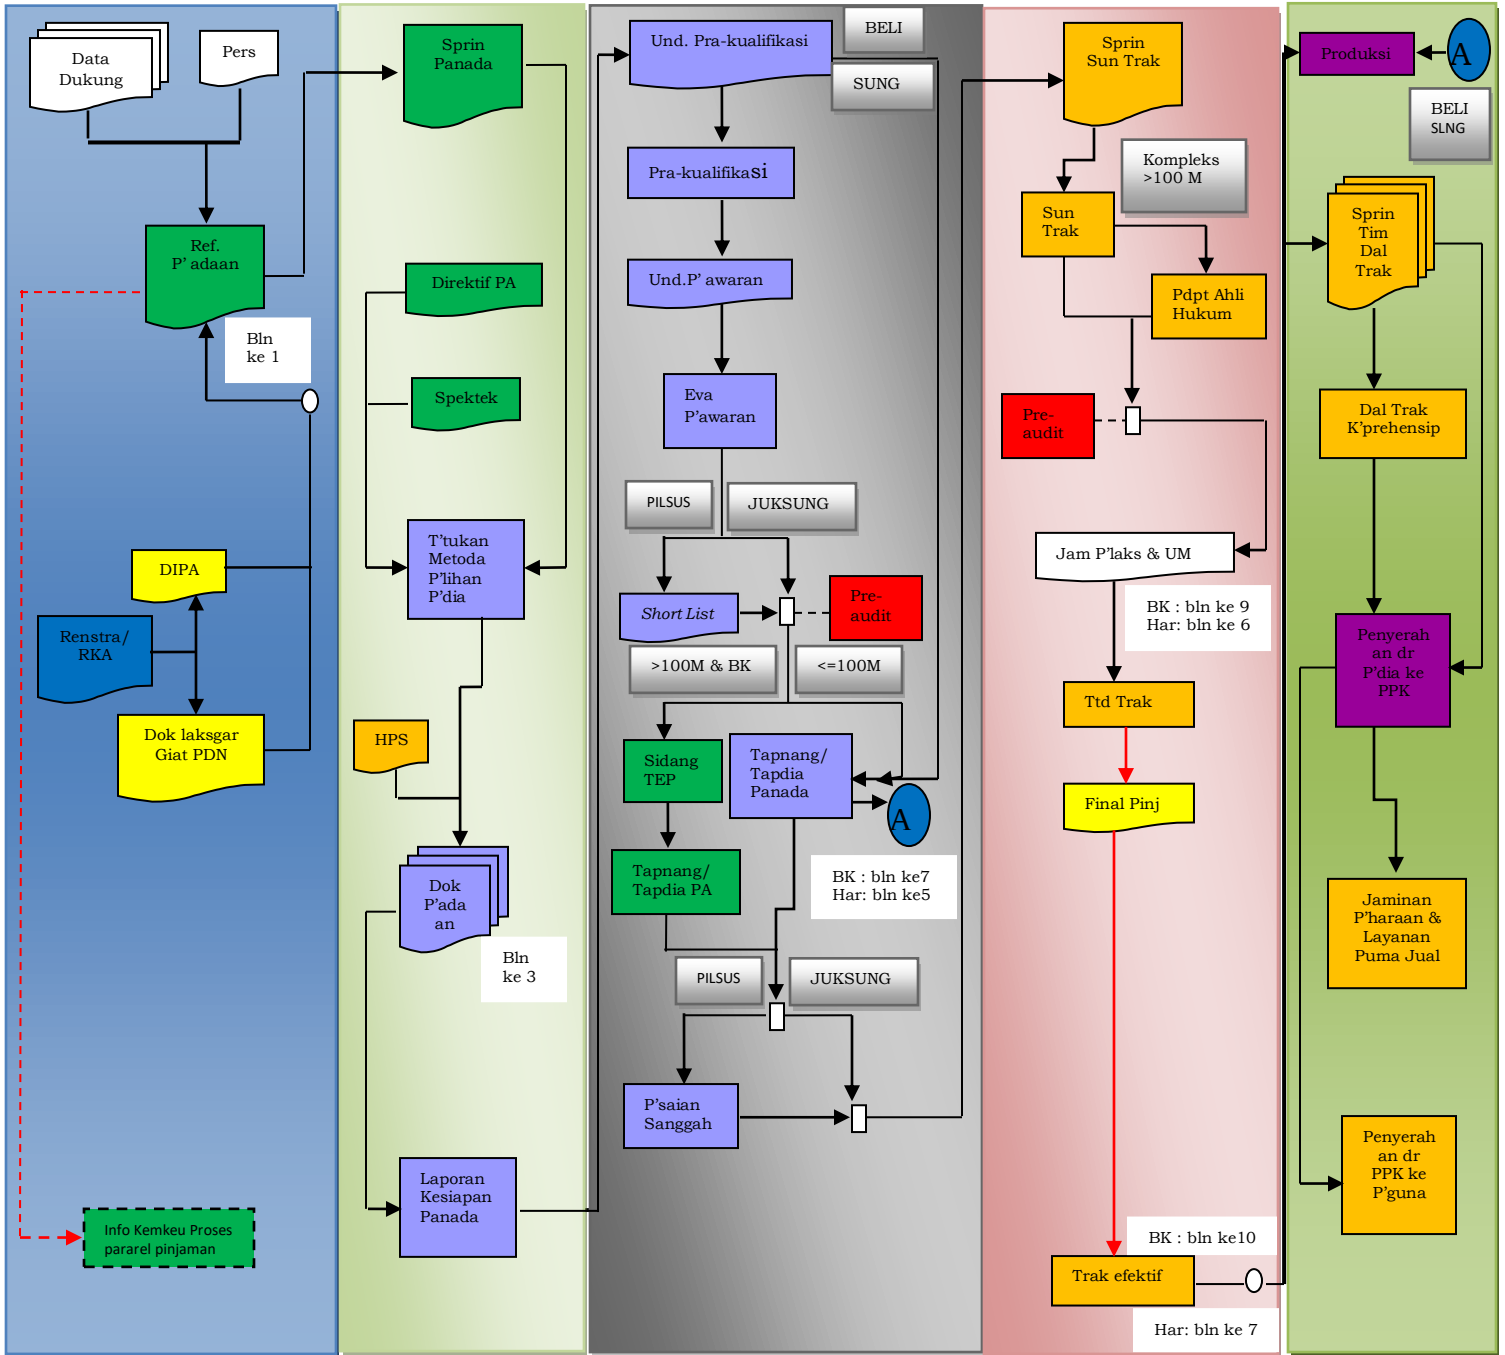 Data
Dukung
Pers
Ref.
P' adaan
Bln
ke 1
DIPA
Renstra/
RKA
Dok laksgar
Giat PDN
Info Kemkeu Proses
pararel pinjaman
Sprin
Panada
Direktif PA
Spektek
T'tukan
Metoda
P'lihan
P'dia
HPS
Dok
P'ada
an
Bln
ke 3
Laporan
Kesiapan
Panada
Und. Pra-kualifikasi
BELI
SUNG
Pra-kualifikasi
Und.P' awaran
Eva
P'awaran
PILSUS
JUKSUNG
Short List
Pre-
audit
>100M & BK
<=100M
Sidang
TEP
Tapnang/
Tapdia
Panada
A
Tapnang/
Tapdia PA
BK : bln ke7
Har: bln ke5
PILSUS
JUKSUNG
P'saian
Sanggah
Sprin
Sun Trak
Kompleks
>100 M
Sun
Trak
Pdpt Ahli
Hukum
Pre-
audit
Jam P'laks & UM
BK : bln ke 9
Har: bln ke 6
Ttd Trak
Final Pinj
BK : bln ke10
Trak efektif
Har: bln ke 7
Produksi
A
BELI
SLNG
Sprin
Tim
Dal
Trak
Dal Trak
K'prehensip
Penyerah
an dr
P'dia ke
PPK
Jaminan
P'haraan &
Layanan
Puma Jual
Penyerah
an dr
PPK ke
P'guna